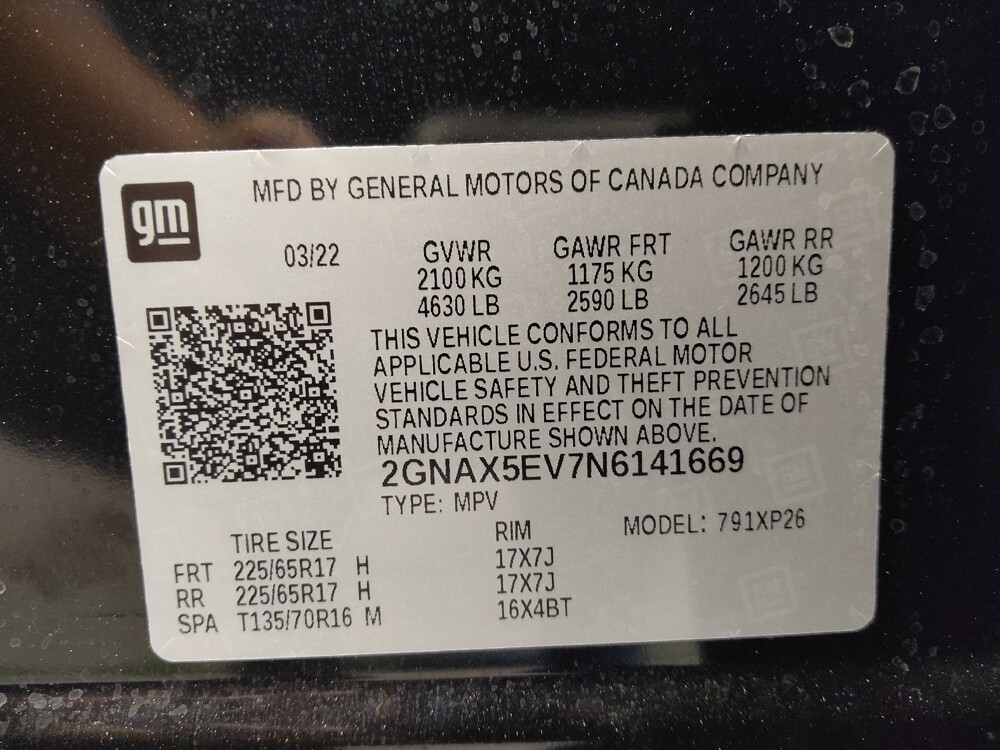 gm
MFD BY GENERAL MOTORS OF CANADA COMPANY
03/22 GVWR GAWR FRT GAWR RR
2100 KG 1175 KG 1200 KG
4630 LB 2590 LB 2645 LB
THIS VEHICLE CONFORMS TO ALL
APPLICABLE U.S. FEDERAL MOTOR
VEHICLE SAFETY AND THEFT PREVENTION
STANDARDS IN EFFECT ON THE DATE OF
MANUFACTURE SHOWN ABOVE.
2GNAX5EV7N6141669
TYPE: MPV
MODEL: 791XP26
TIRE SIZE RIM
FRT 225/65R17 H 17X7J
RR 225/65R17 H 17X7J
SPA T135/70R16 M 16X4BT